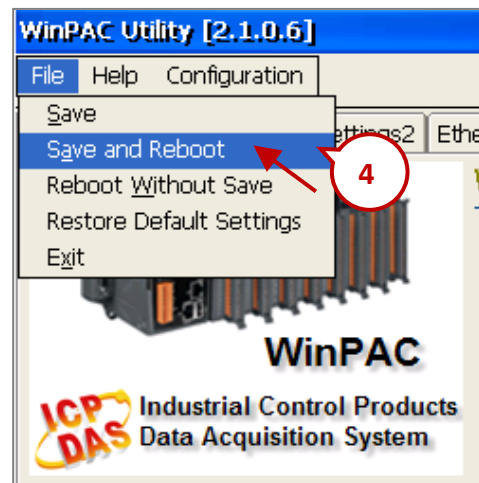 WinPAC Utility [2.1.0.6]
File Help Configuration
Save
Save and Reboot
ettings2 Ethe
Reboot Without Save
4
Restore Default Settings
Exit
WinPAC
ICP DAS
Industrial Control Products
Data Acquisition System